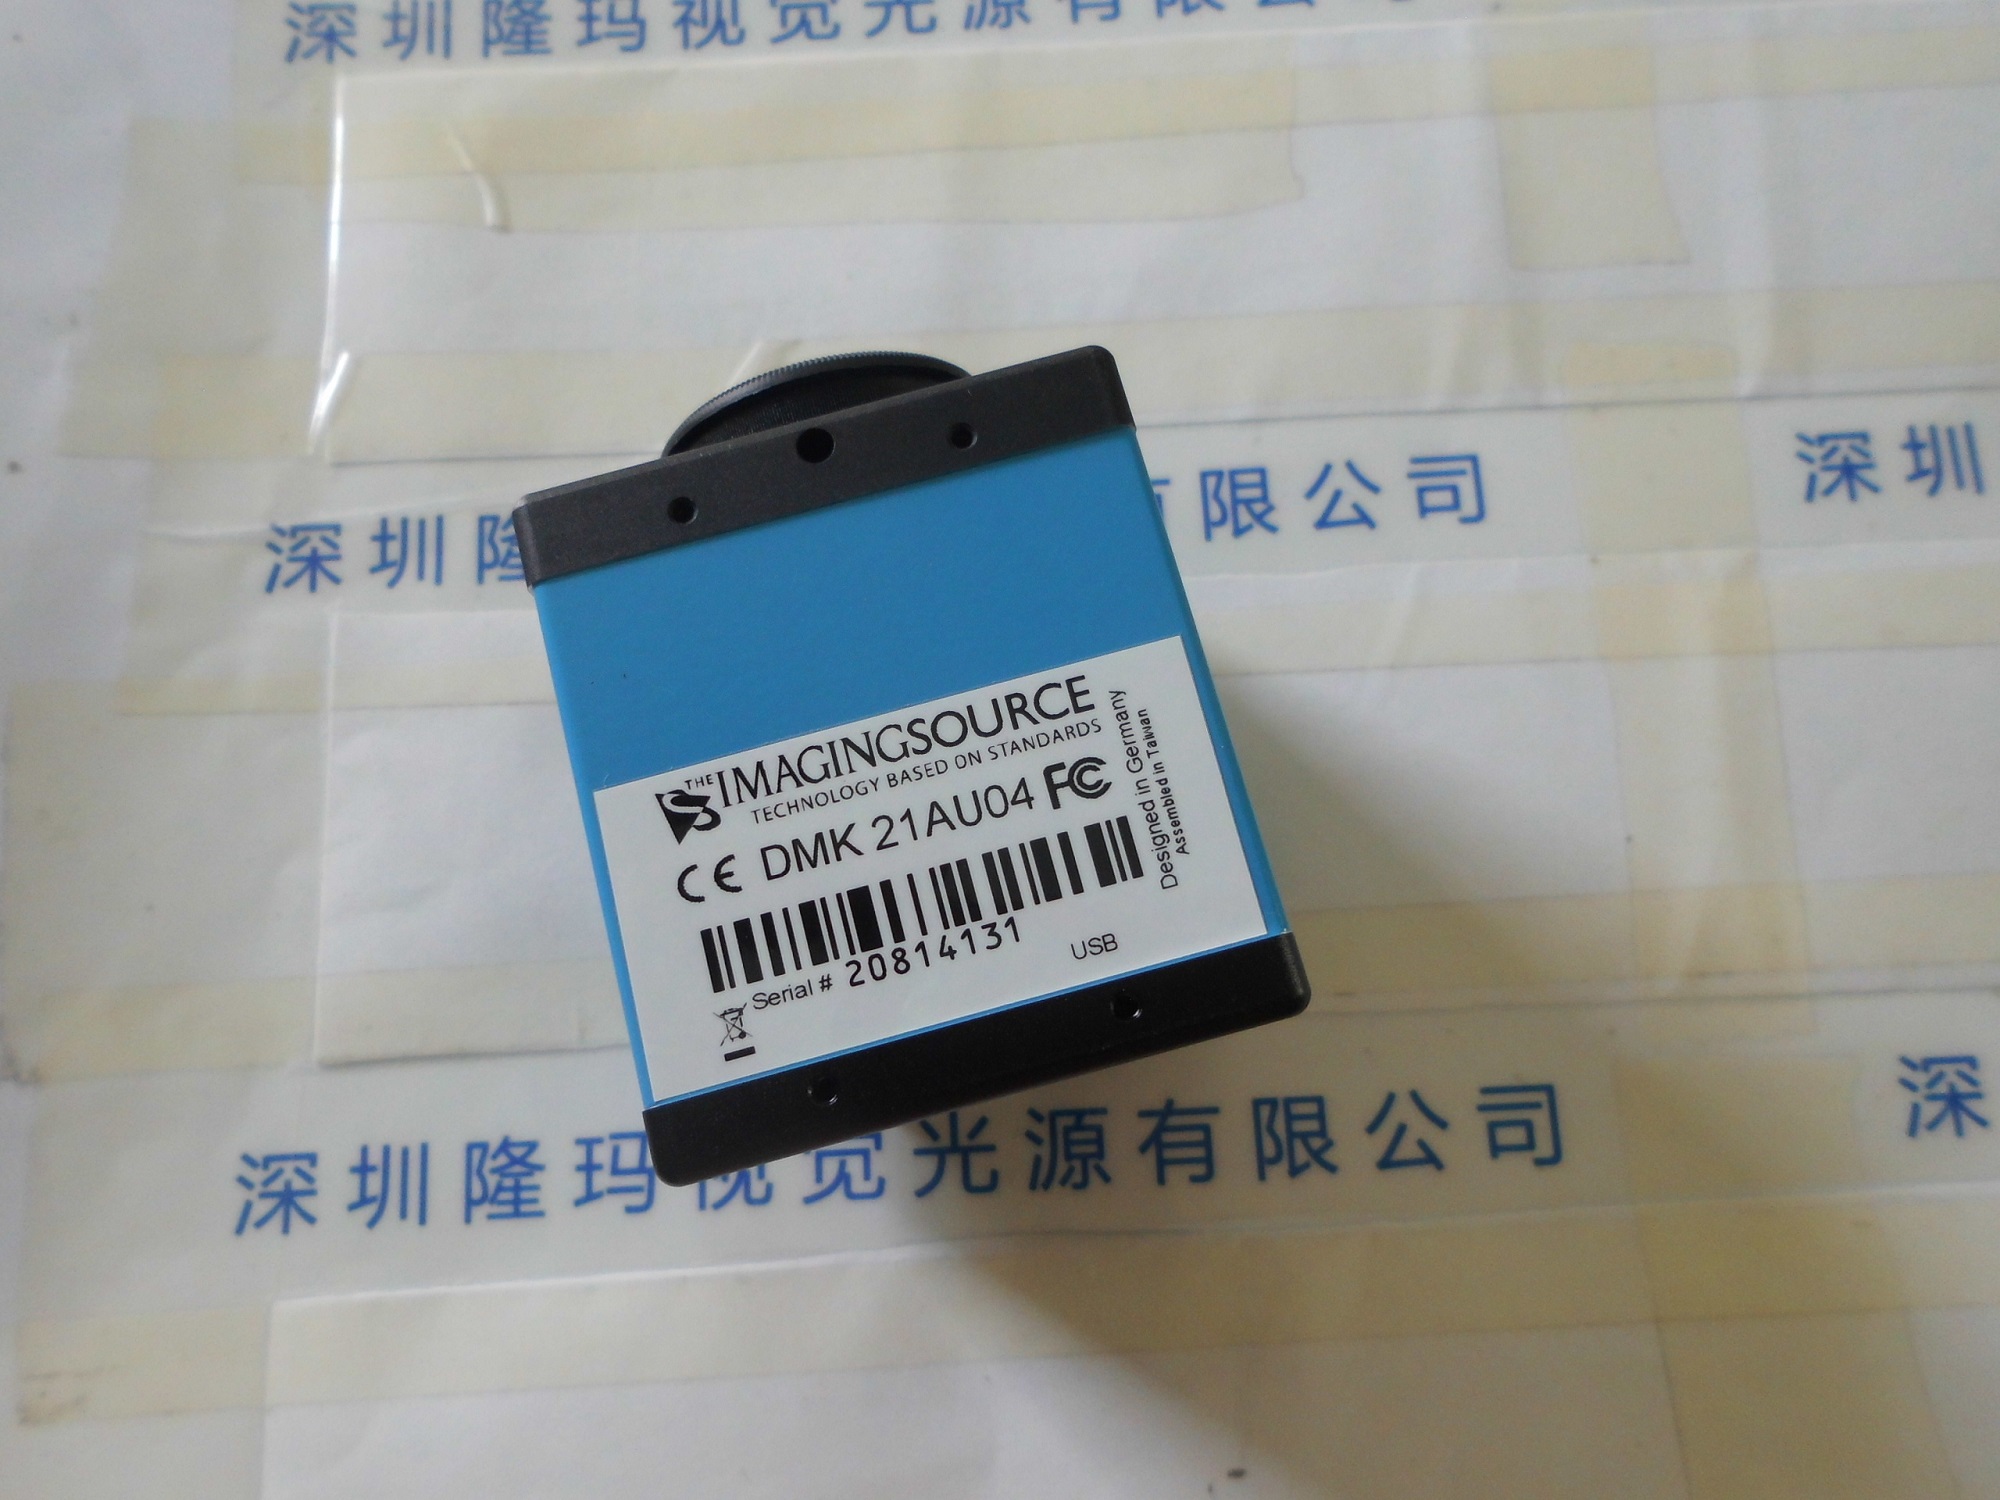 深圳隆玛视觉光源有限公司
深圳隆
有限公司
深圳
THE IMAGINGSOURCE
TECHNOLOGY BASED ON STANDARDS
CE DMK 21AU04 FC
Serial # 20814131
USB
Designed in Germany
Assembled in Taiwan
深圳隆玛视觉光源有限公司
深